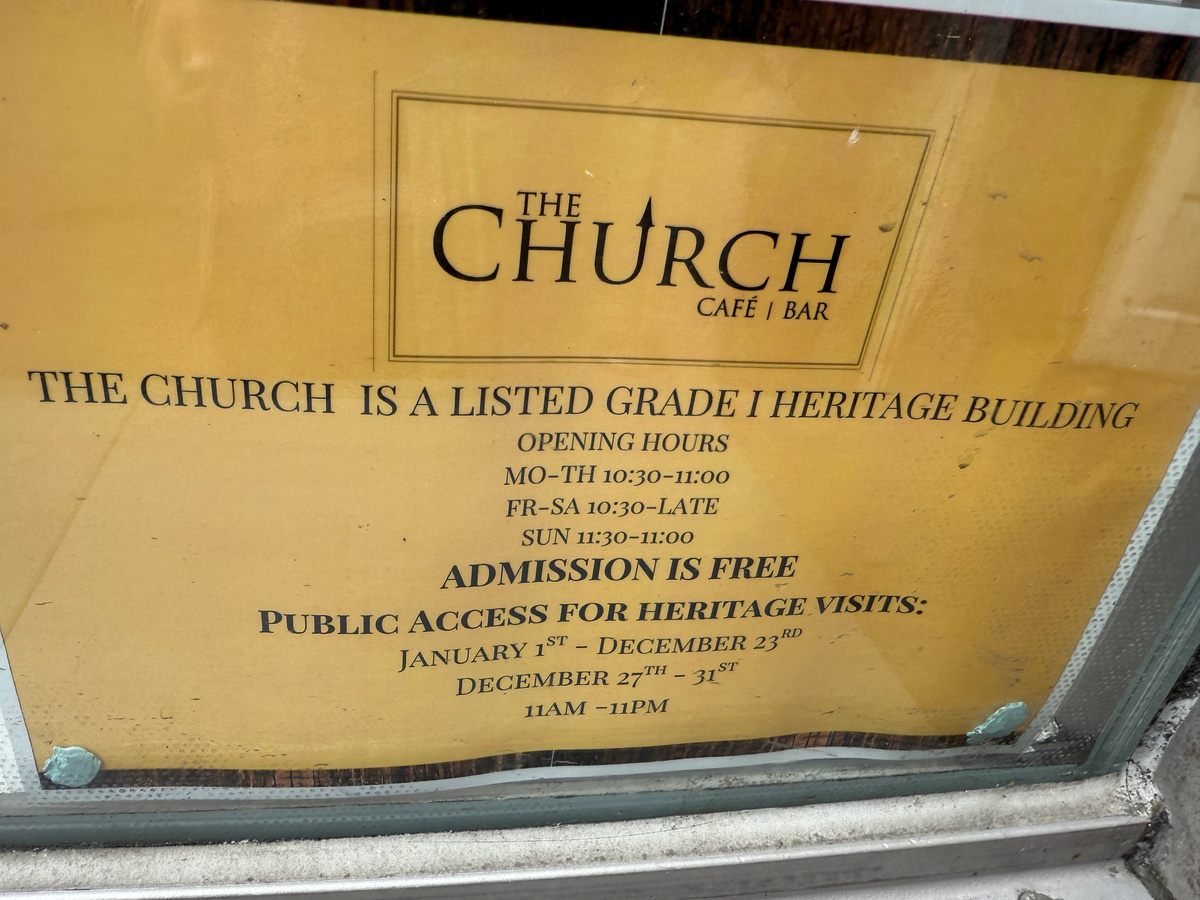 THE
CHURCH
CAFÉ | BAR
THE CHURCH IS A LISTED GRADE I HERITAGE BUILDING
OPENING HOURS
MO-TH 10:30-11:00
FR-SA 10:30-LATE
SUN 11:30-11:00
ADMISSION IS FREE
PUBLIC ACCESS FOR HERITAGE VISITS:
JANUARY 1ST – DECEMBER 23RD
DECEMBER 27TH – 31ST
11AM –11PM